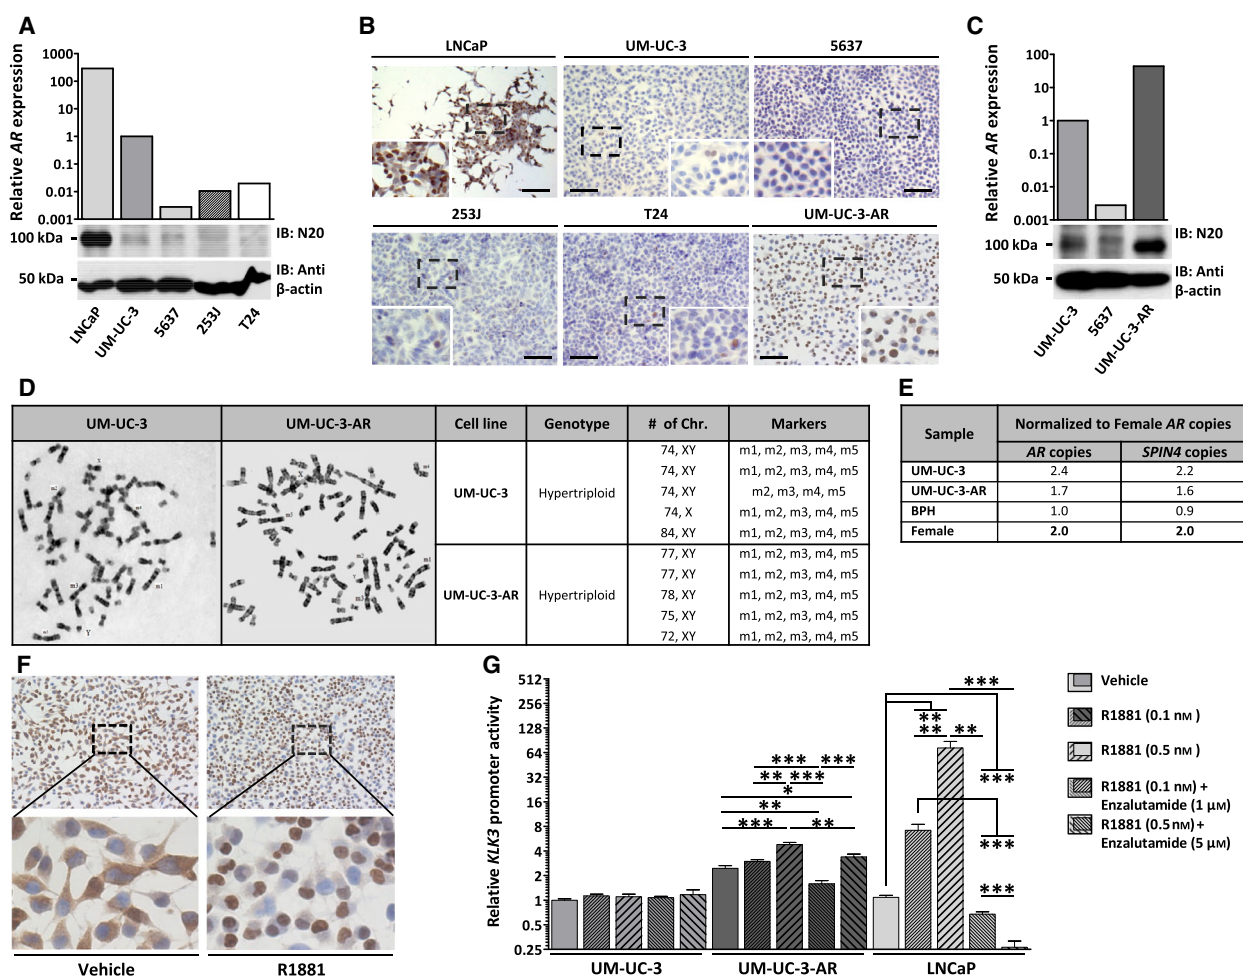 A
Relative AR expression
1000
100
10
1
0.1
0.01
0.001
100 kDa
IB: N20
50 kDa
IB: Anti
β-actin
LNCaP
UM-UC-3
5637
253J
T24
B
LNCaP
UM-UC-3
5637
253J
T24
UM-UC-3-AR
C
Relative AR expression
100
10
1
0.1
0.01
0.001
100 kDa
IB: N20
50 kDa
IB: Anti
β-actin
UM-UC-3
5637
UM-UC-3-AR
D
UM-UC-3
UM-UC-3-AR
Cell line
Genotype
# of Chr.
Markers
UM-UC-3
Hypertriploid
74, XY
m1, m2, m3, m4, m5
74, XY
m1, m2, m3, m4, m5
74, XY
m2, m3, m4, m5
74, X
m1, m2, m3, m4, m5
84, XY
m1, m2, m3, m4, m5
UM-UC-3-AR
Hypertriploid
77, XY
m1, m2, m3, m4, m5
77, XY
m1, m2, m3, m4, m5
78, XY
m1, m2, m3, m4, m5
75, XY
m1, m2, m3, m4, m5
72, XY
m1, m2, m3, m4, m5
E
Sample
Normalized to Female AR copies
AR copies
SPIN4 copies
UM-UC-3
2.4
2.2
UM-UC-3-AR
1.7
1.6
BPH
1.0
0.9
Female
2.0
2.0
F
Vehicle
R1881
G
Relative KLK3 promoter activity
512
256
128
64
32
16
8
4
2
1
0.5
0.25
***
***
**
***
*
**
***
**
***
**
**
**
***
***
***
UM-UC-3
UM-UC-3-AR
LNCaP
Vehicle
R1881 (0.1 nM )
R1881 (0.5 nM)
R1881 (0.1 nM) +
Enzalutamide (1 µM)
R1881 (0.5 nM) +
Enzalutamide (5 µM)